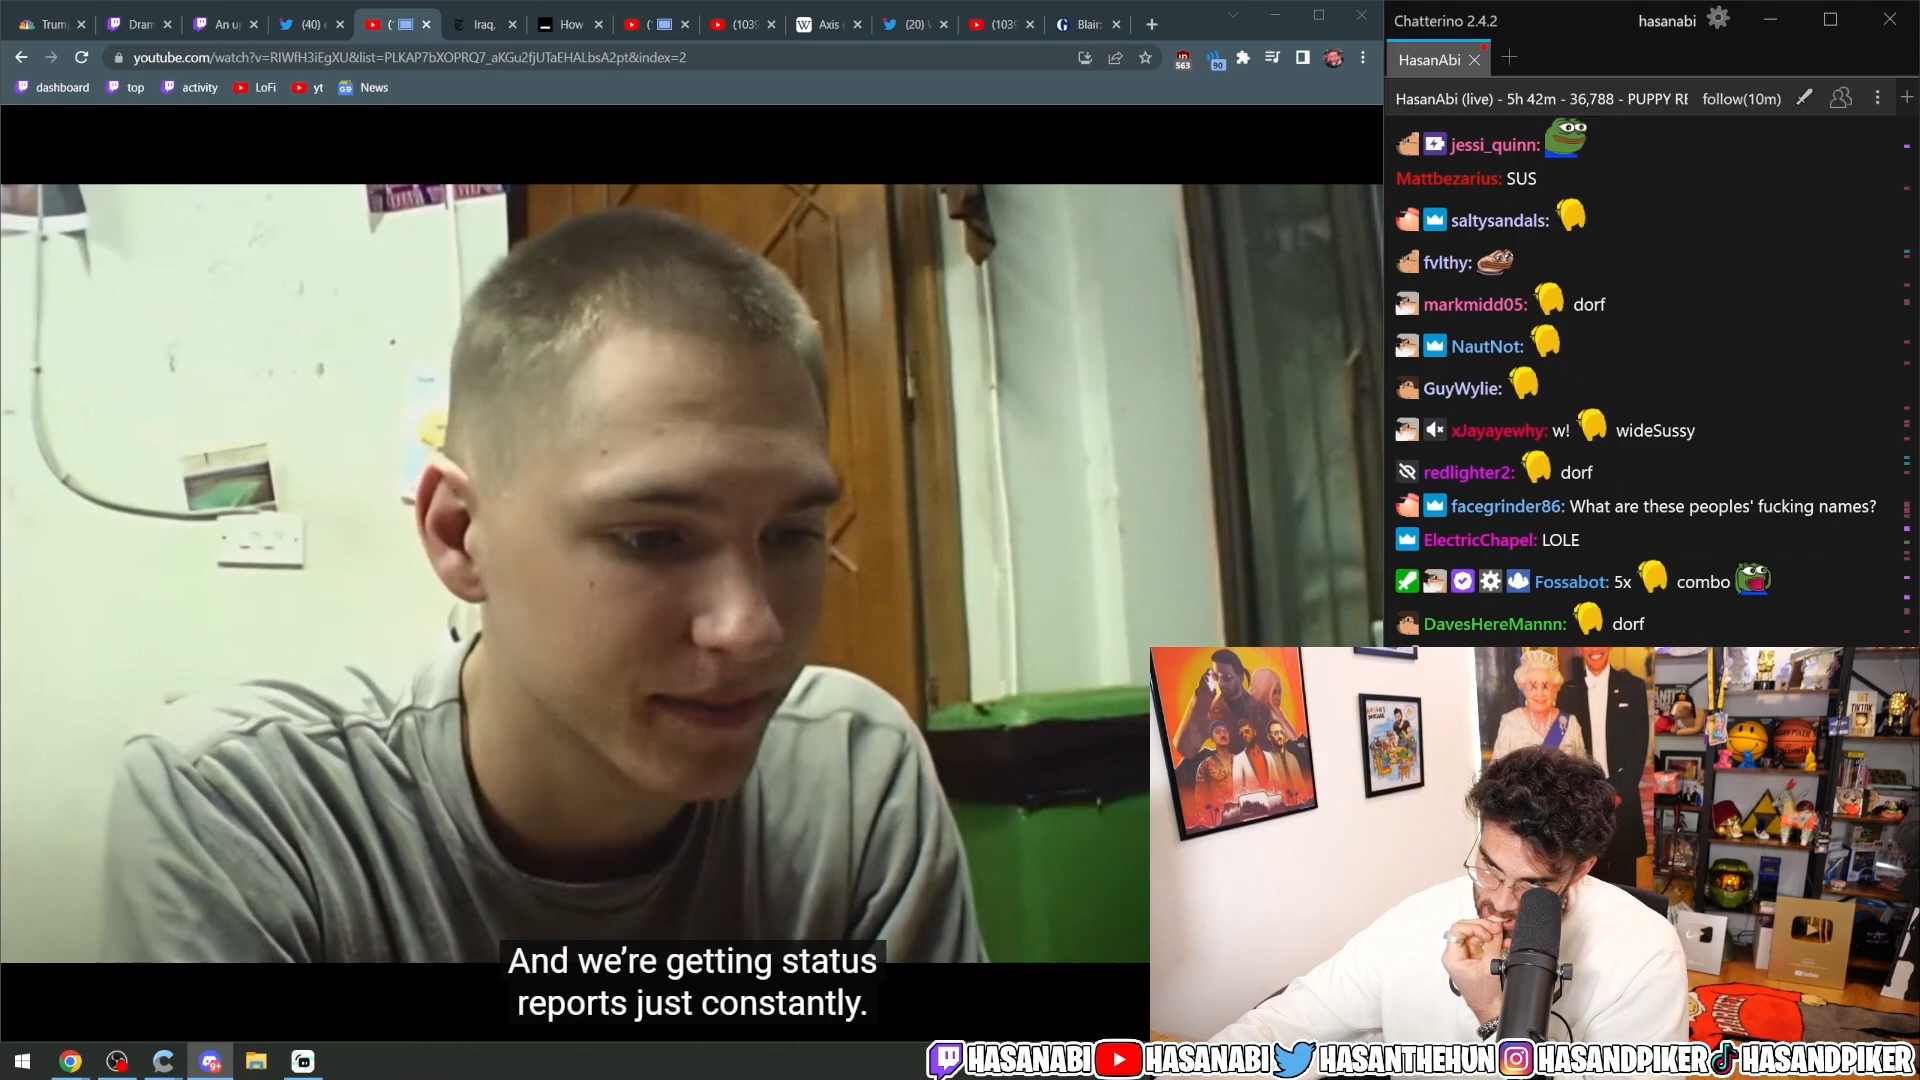 Trum
Dram
An u
(40) e
(
Iraq,
How
(
(103
Axis
(20)
(103
Blair:
youtube.com/watch?v=RIWfH3iEgXU&list=PLKAP7bXOPRQ7_aKGu2fjUTaEHALbsA2pt&index=2
563
90
dashboard
top
activity
LoFi
yt
News
And we're getting status
reports just constantly.
Chatterino 2.4.2
hasanabi
HasanAbi
HasanAbi (live) - 5h 42m - 36,788 - PUPPY RE
follow(10m)
jessi_quinn:
Mattbezarius: SUS
saltysandals:
fvlthy:
markmidd05: dorf
NautNot:
GuyWylie:
xJayayewhy: w! wideSussy
redlighter2: dorf
facegrinder86: What are these peoples' fucking names?
ElectricChapel: LOLE
Fossabot: 5x combo
DavesHereMannn: dorf
HASANABI HASANABI HASANTHEHUN HASANDPIKER HASANDPIKER